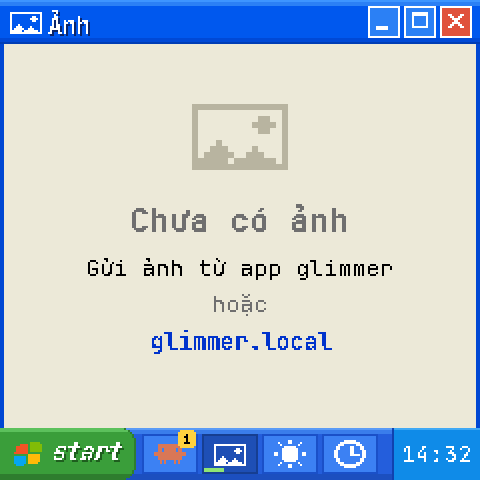 Ảnh
Chưa có ảnh
Gửi ảnh từ app glimmer
hoặc
glimmer.local
start
1
14:32